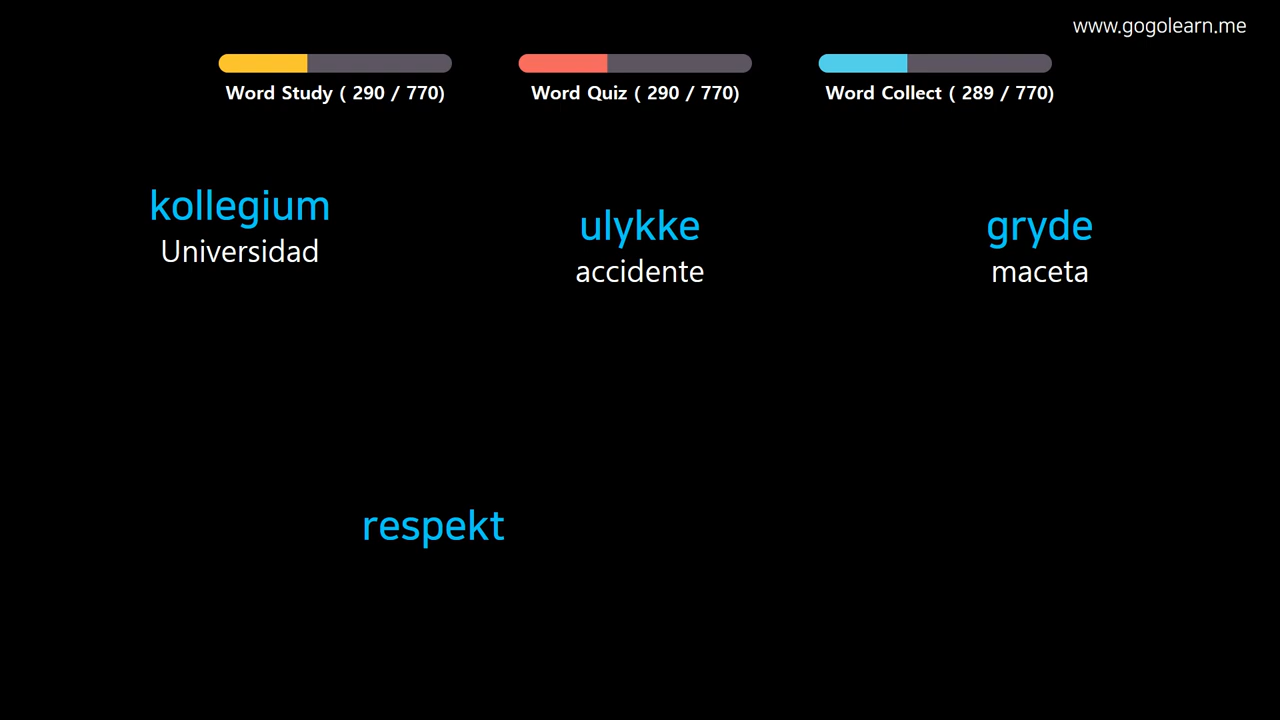 www.gogolearn.me
Word Study ( 290 / 770)
Word Quiz ( 290 / 770)
Word Collect ( 289 / 770)
kollegium
Universidad
ulykke
accidente
gryde
maceta
respekt